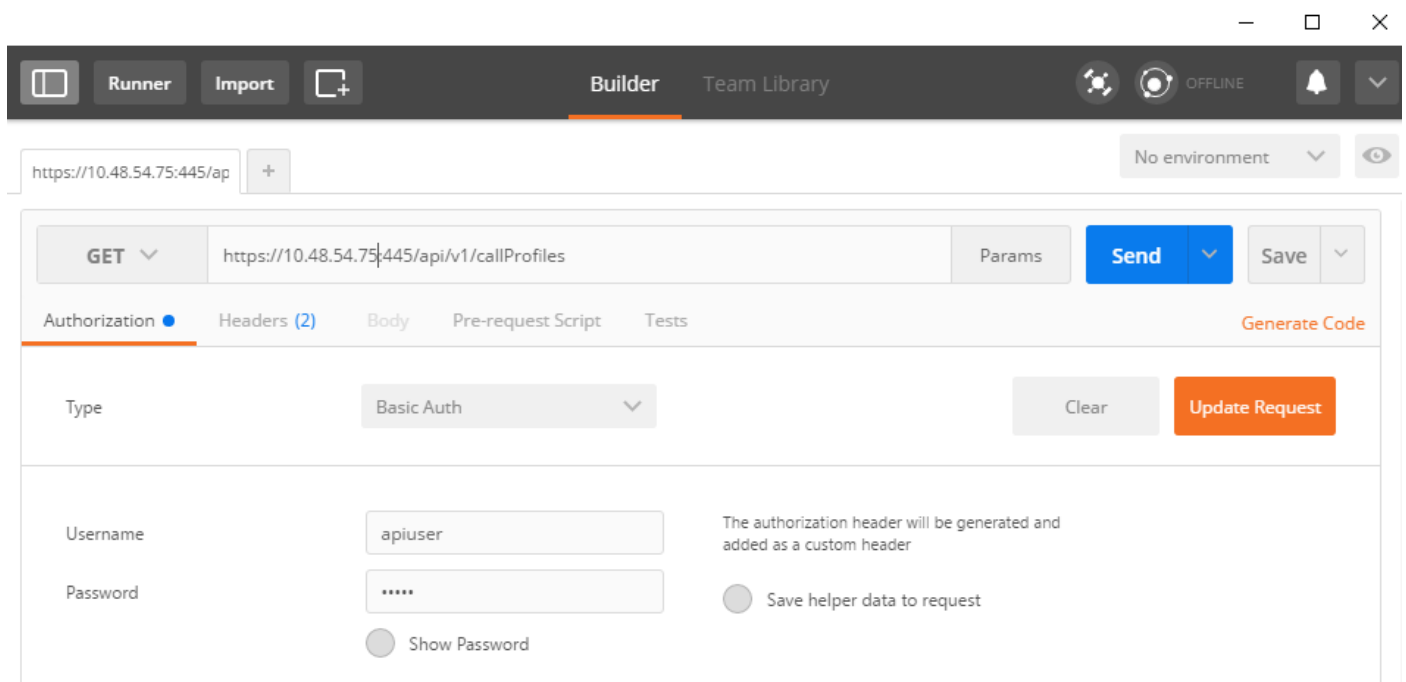 Runner Import Builder Team Library OFFLINE
https://10.48.54.75:445/ap + No environment
GET https://10.48.54.75:445/api/v1/callProfiles Params Send Save
Authorization Headers (2) Body Pre-request Script Tests Generate Code
Type Basic Auth Clear Update Request
Username apiuser The authorization header will be generated and
added as a custom header
Password •••••
Save helper data to request
Show Password